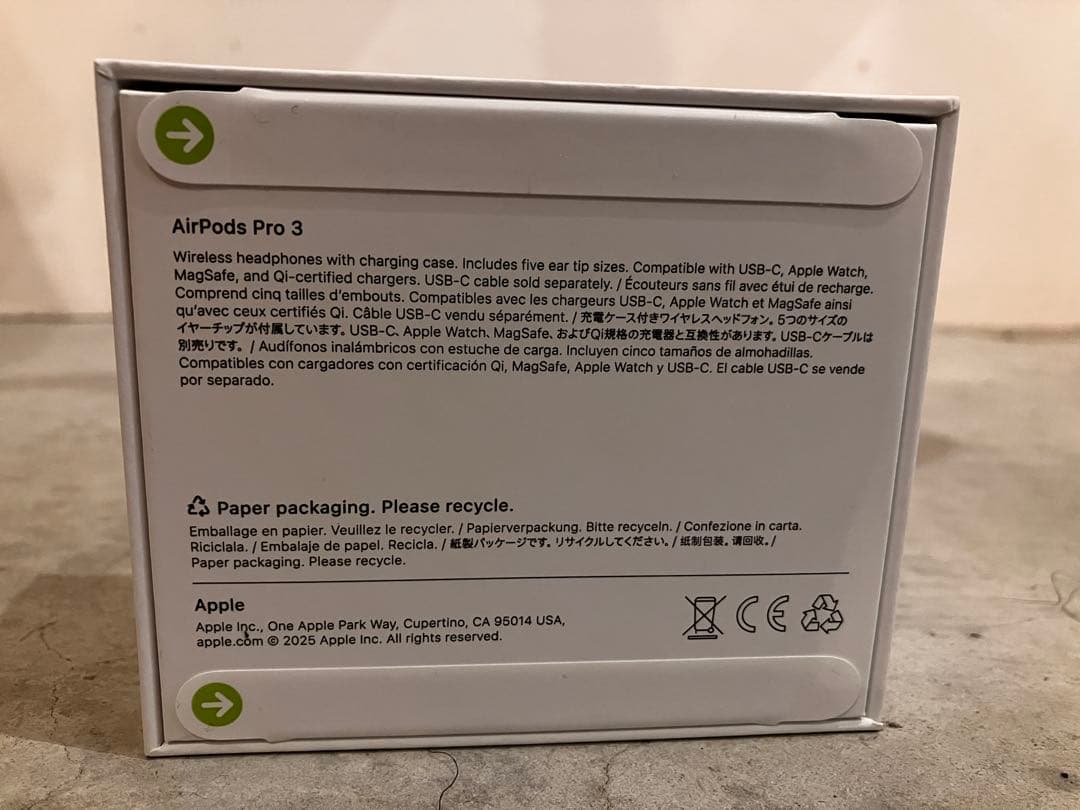 AirPods Pro 3
Wireless headphones with charging case. Includes five ear tip sizes. Compatible with USB-C, Apple Watch,
MagSafe, and Qi-certified chargers. USB-C cable sold separately. / Écouteurs sans fil avec étui de recharge.
Comprend cinq tailles d'embouts. Compatibles avec les chargeurs USB-C, Apple Watch et MagSafe ainsi
qu'avec ceux certifiés Qi. Câble USB-C vendu séparément. / 充電ケース付きワイヤレスヘッドフォン。5つのサイズの
イヤーチップが付属しています。USB-C、Apple Watch、MagSafe、およびQi規格の充電器と互換性があります。USB-Cケーブルは
別売りです。 / Audífonos inalámbricos con estuche de carga. Incluyen cinco tamaños de almohadillas.
Compatibles con cargadores con certificación Qi, MagSafe, Apple Watch y USB-C. El cable USB-C se vende
por separado.
Paper packaging. Please recycle.
Emballage en papier. Veuillez le recycler. / Papierverpackung. Bitte recyceln. / Confezione in carta.
Riciclala. / Embalaje de papel. Recicla. / 紙製パッケージです。リサイクルしてください。/ 纸制包装。请回收。/
Paper packaging. Please recycle.
Apple
Apple Inc., One Apple Park Way, Cupertino, CA 95014 USA,
apple.com © 2025 Apple Inc. All rights reserved.
CE